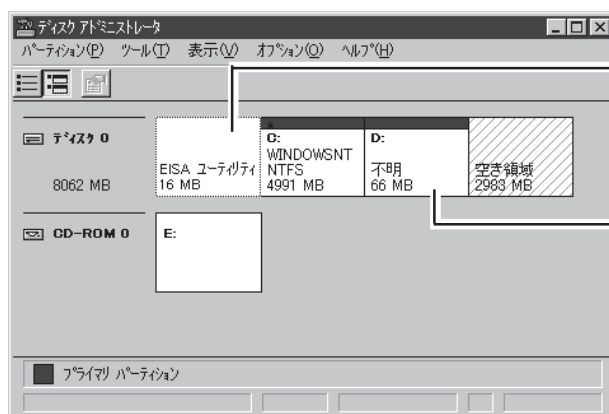 ディスク アドミニストレータ
パーティション(P) ツール(T) 表示(V) オプション(O) ヘルプ(H)
ディスク 0
8062 MB
EISA ユーティリティ
16 MB
*
C:
WINDOWSNT
NTFS
4991 MB
D:
不明
66 MB
空き領域
2983 MB
CD-ROM 0
E:
プライマリ パーティション